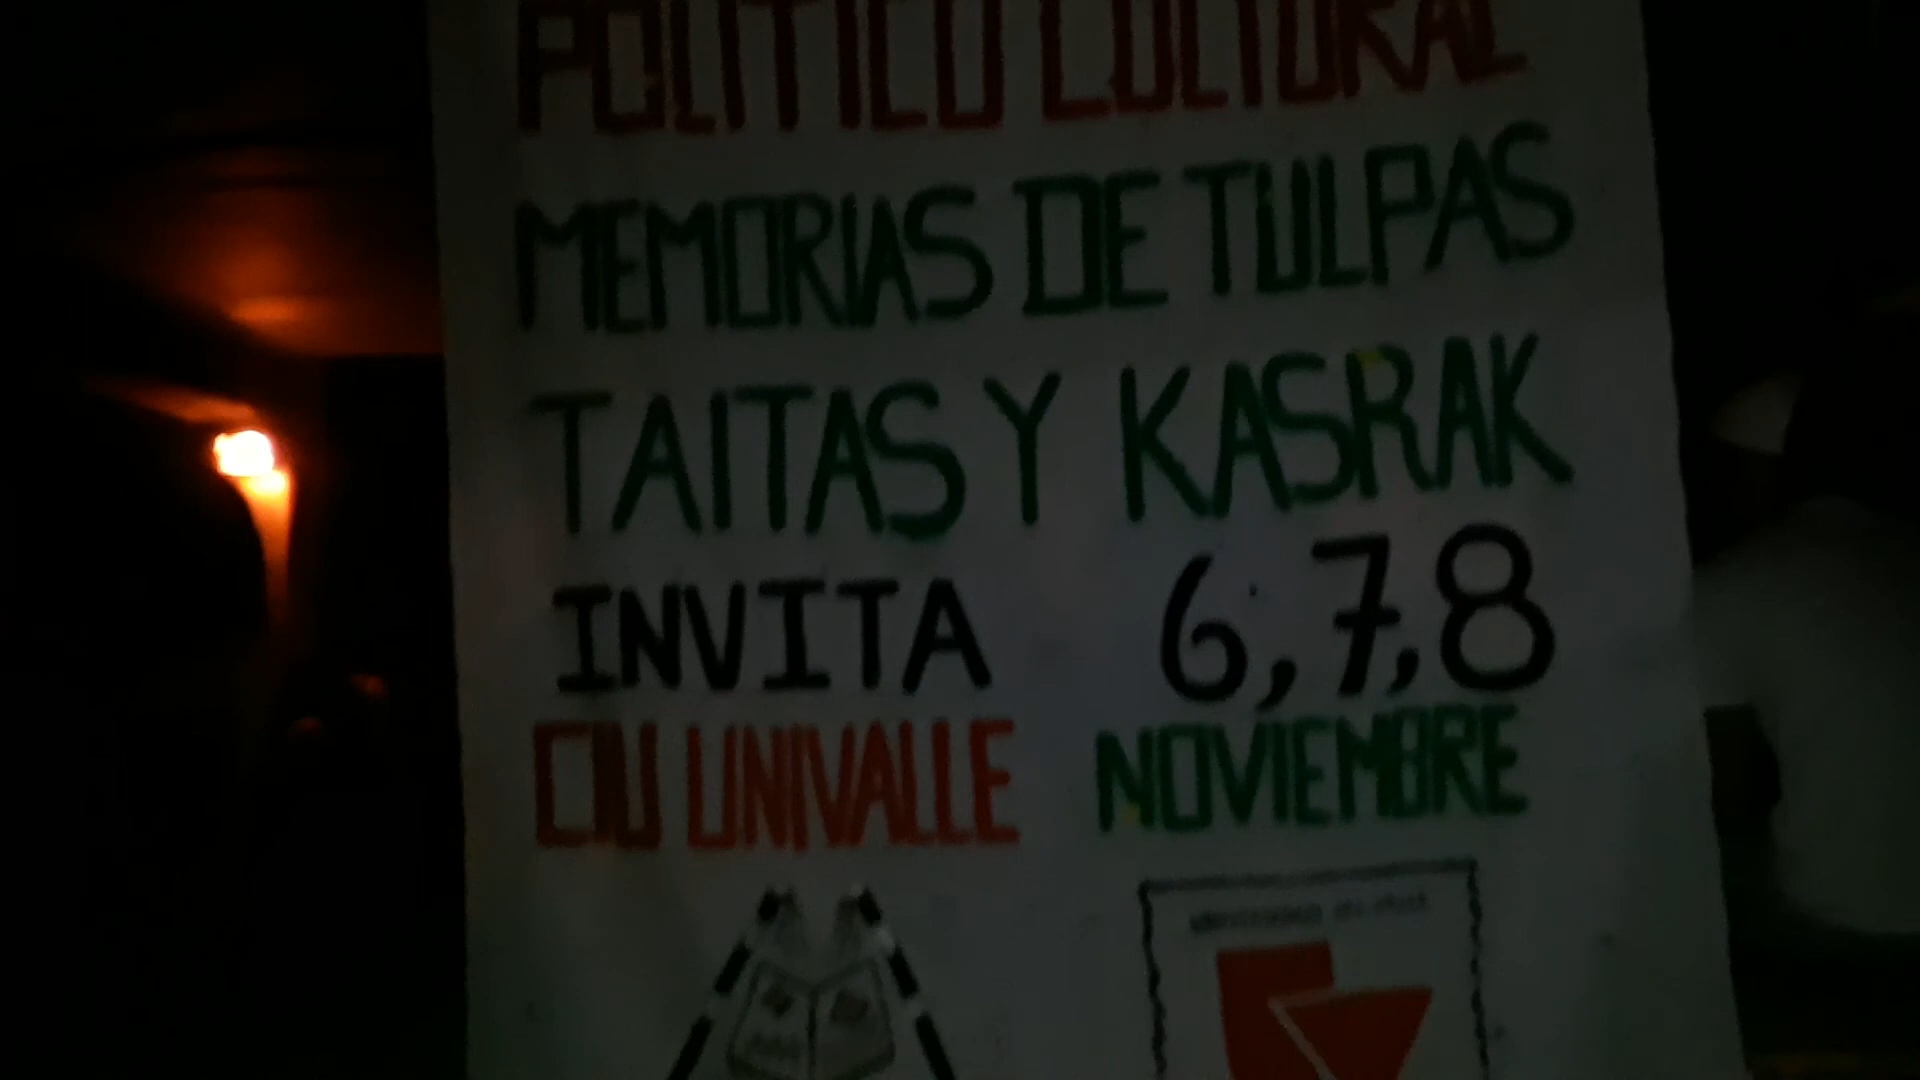 POLITICO CULTURAL
MEMORIAS DE TULPAS
TAITAS Y KASRAK
INVITA 6,7,8
CIU UNIVALLE NOVIEMBRE